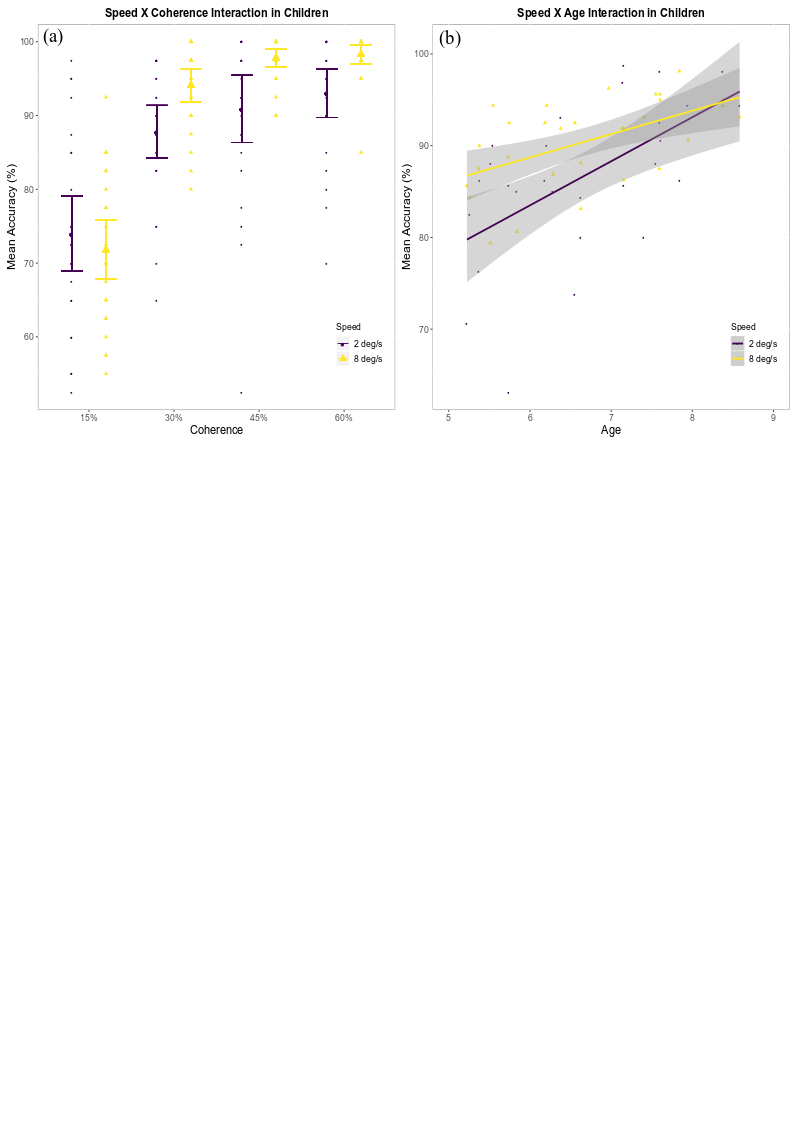 Speed X Coherence Interaction in Children
(a)
100
90
80
70
60
Mean Accuracy (%)
Speed
2 deg/s
8 deg/s
15%
30%
45%
60%
Coherence
Speed X Age Interaction in Children
(b)
100
90
80
70
Mean Accuracy (%)
Speed
2 deg/s
8 deg/s
5
6
7
8
9
Age